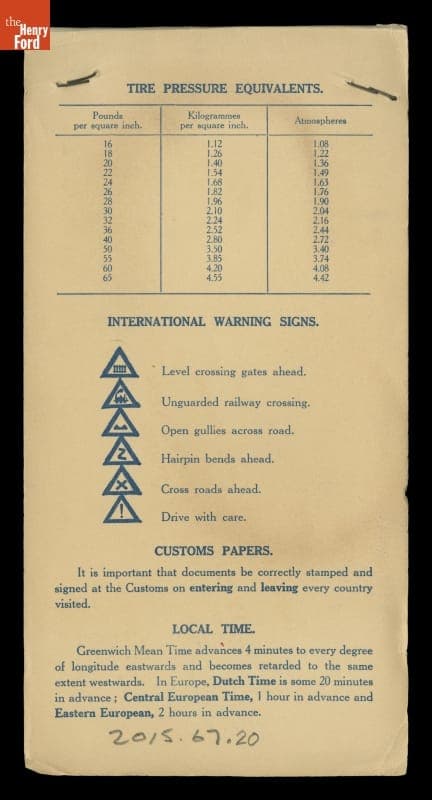 the
Henry
Ford
TIRE PRESSURE EQUIVALENTS.
Pounds per square inch. Kilogrammes per square inch. Atmospheres
16 1.12 1.08
18 1.26 1.22
20 1.40 1.36
22 1.54 1.49
24 1.68 1.63
26 1.82 1.76
28 1.96 1.90
30 2.10 2.04
32 2.24 2.16
36 2.52 2.44
40 2.80 2.72
50 3.50 3.40
55 3.85 3.74
60 4.20 4.08
65 4.55 4.42
INTERNATIONAL WARNING SIGNS.
Level crossing gates ahead.
Unguarded railway crossing.
Open gullies across road.
Hairpin bends ahead.
Cross roads ahead.
! Drive with care.
CUSTOMS PAPERS.
It is important that documents be correctly stamped and
signed at the Customs on entering and leaving every country
visited.
LOCAL TIME.
Greenwich Mean Time advances 4 minutes to every degree
of longitude eastwards and becomes retarded to the same
extent westwards. In Europe, Dutch Time is some 20 minutes
in advance ; Central European Time, 1 hour in advance and
Eastern European, 2 hours in advance.
2015.67.20